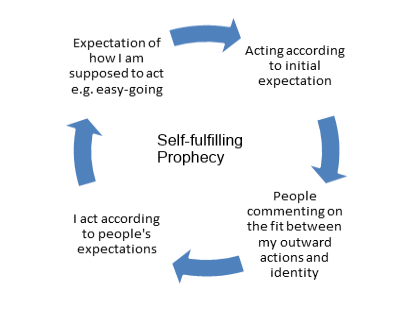 Expectation of
how I am
supposed to act
e.g. easy-going
Acting according
to initial
expectation
Self-fulfilling
Prophecy
People
commenting on
the fit between
my outward
actions and
identity
I act according
to people's
expectations